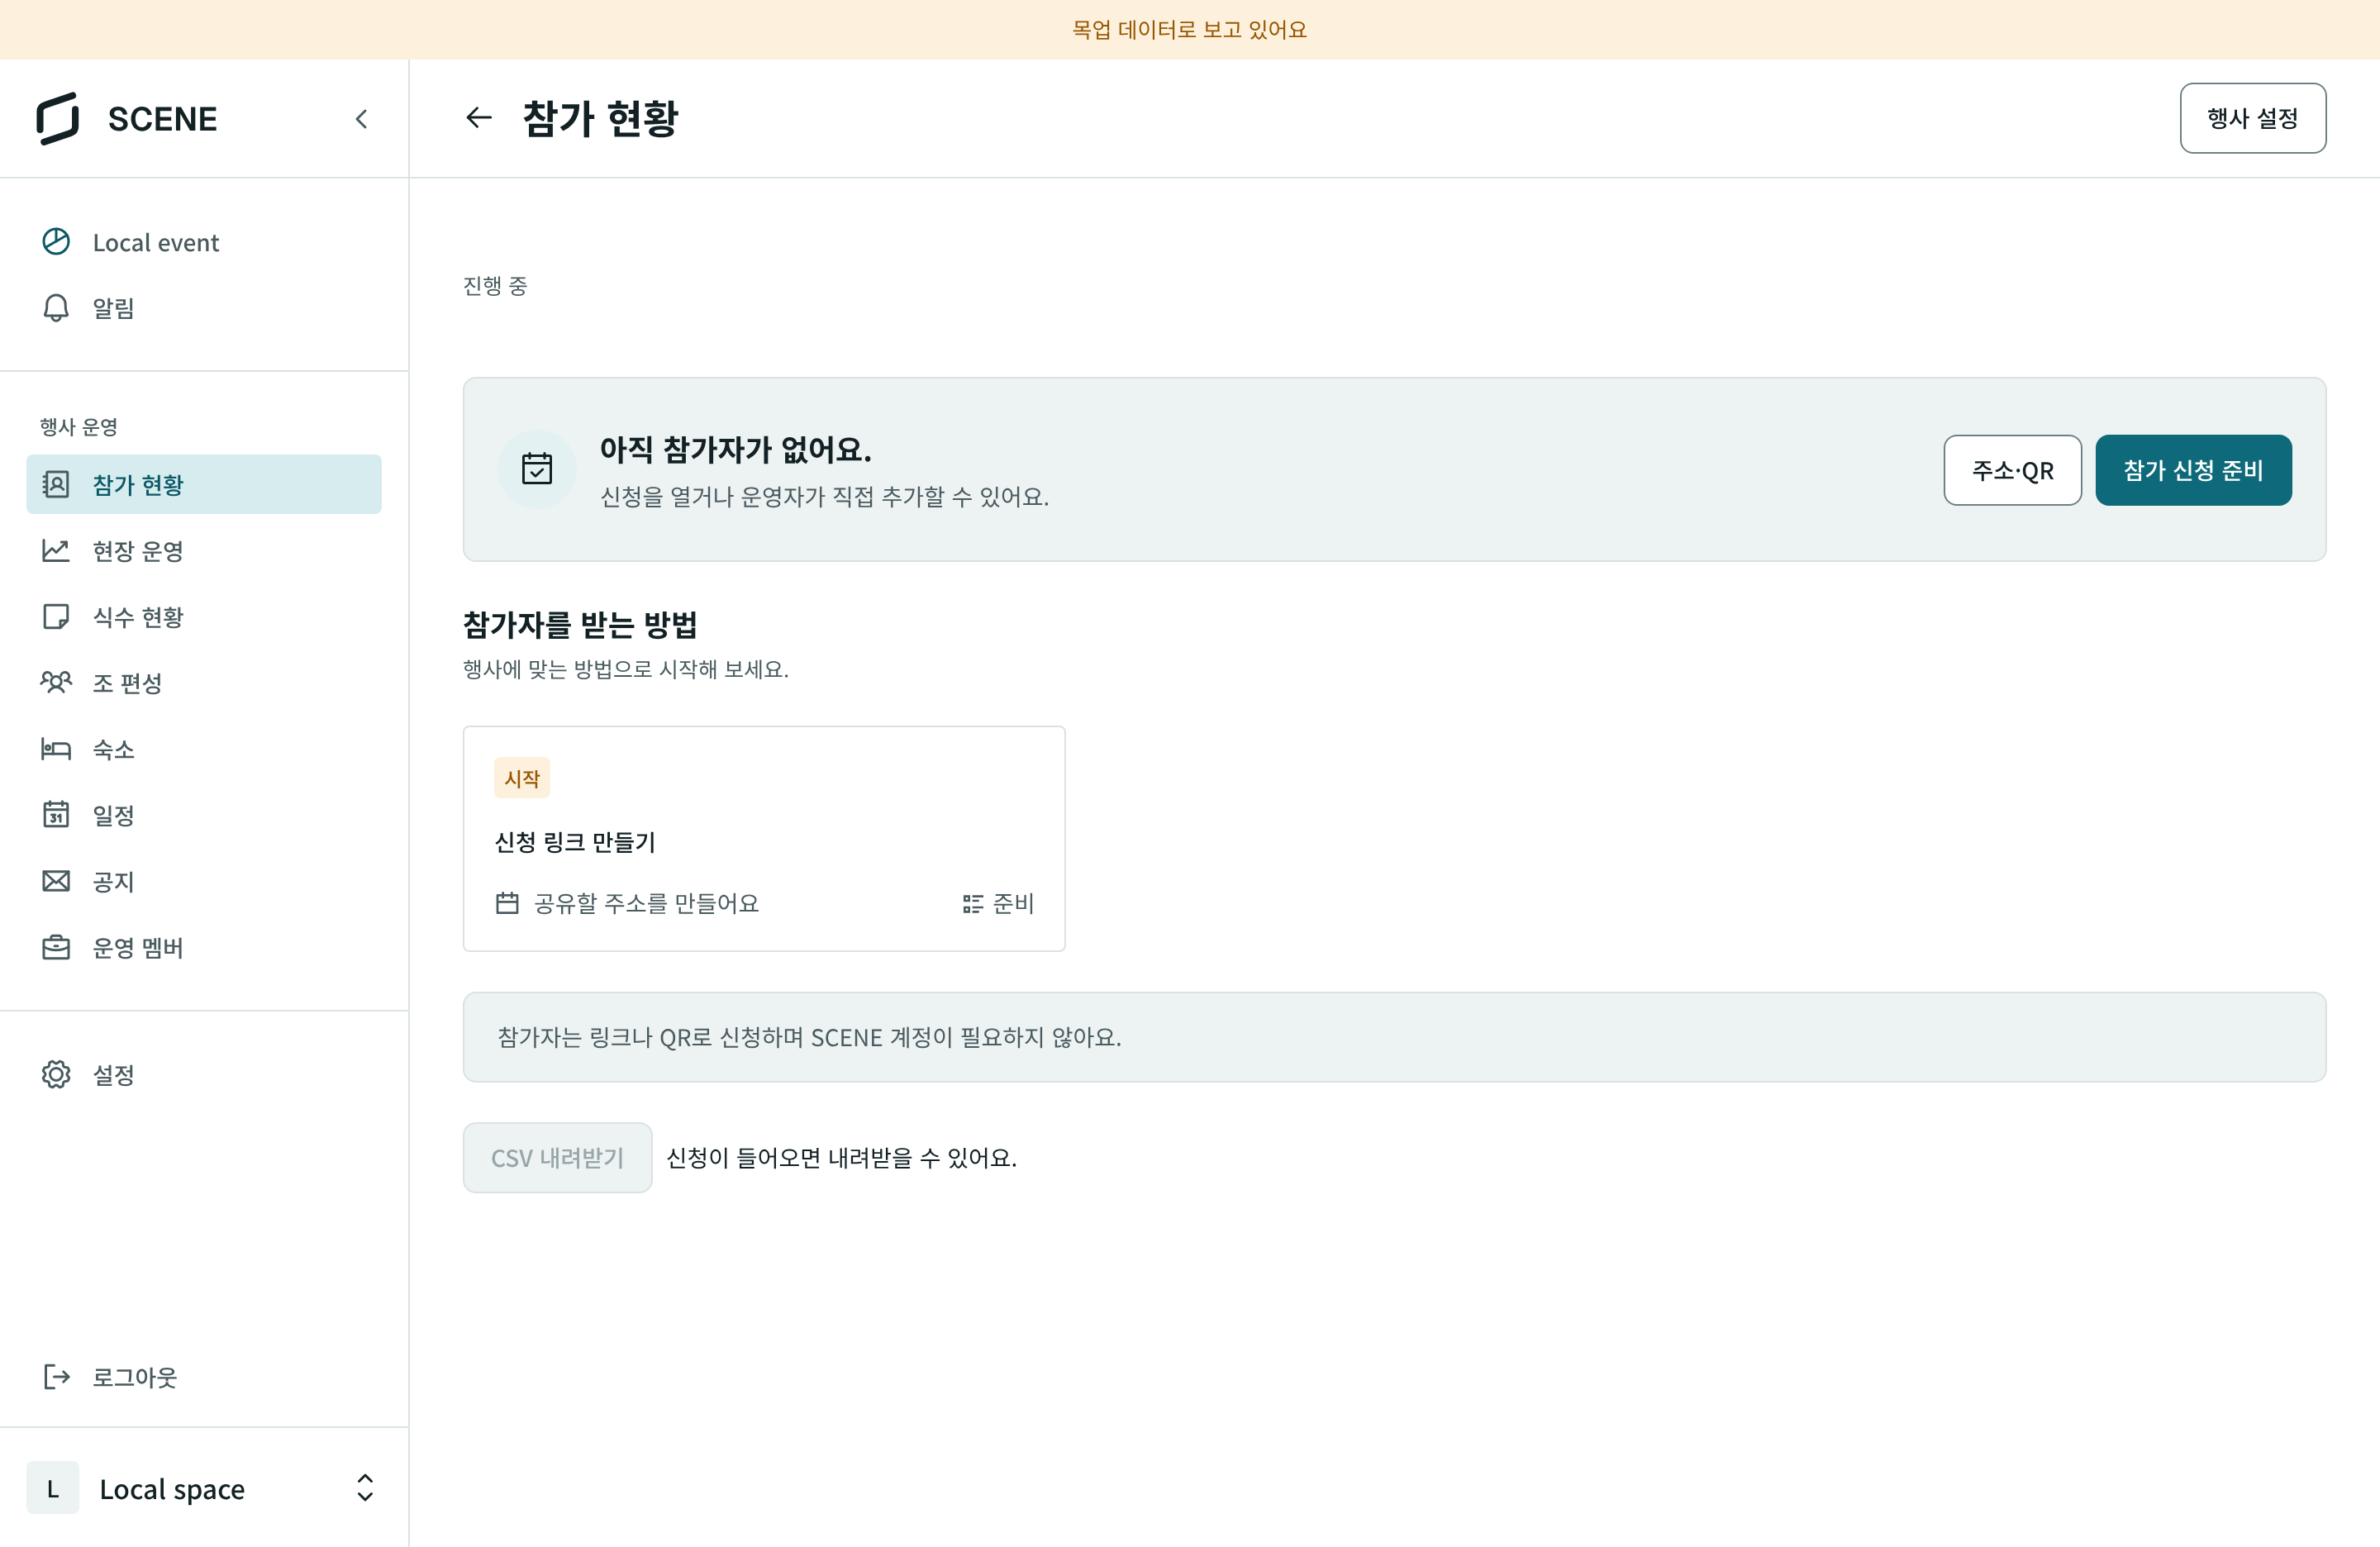 목업 데이터로 보고 있어요
SCENE
참가 현황
행사 설정
Local event
알림
행사 운영
참가 현황
현장 운영
식수 현황
조 편성
숙소
31
일정
공지
운영 멤버
설정
로그아웃
L
Local space
진행 중
아직 참가자가 없어요.
신청을 열거나 운영자가 직접 추가할 수 있어요.
주소·QR
참가 신청 준비
참가자를 받는 방법
행사에 맞는 방법으로 시작해 보세요.
시작
신청 링크 만들기
공유할 주소를 만들어요
준비
참가자는 링크나 QR로 신청하며 SCENE 계정이 필요하지 않아요.
CSV 내려받기
신청이 들어오면 내려받을 수 있어요.